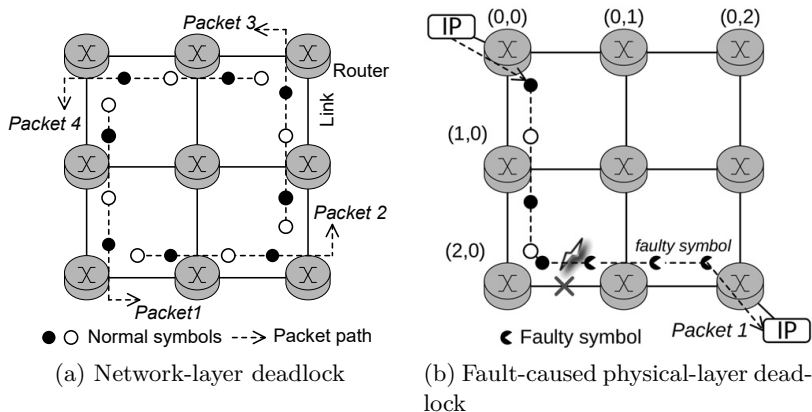 Packet 3
Router
Link
Packet 4
Packet 2
Packet1
Normal symbols
Packet path
(a) Network-layer deadlock
(0,0)
(0,1)
(0,2)
IP
(1,0)
(2,0)
faulty symbol
Packet 1
IP
Faulty symbol
(b) Fault-caused physical-layer dead-
lock